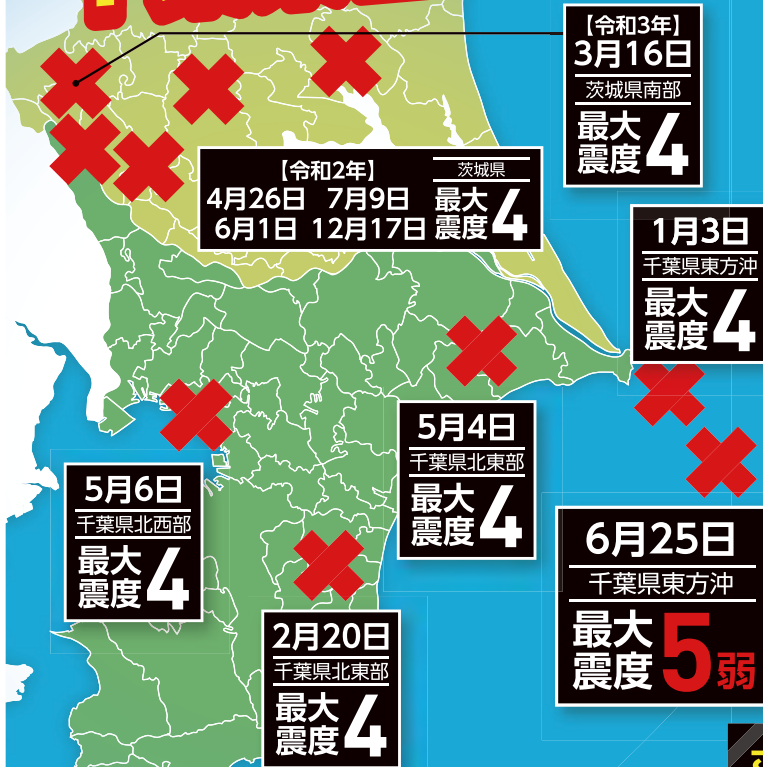 【令和3年】
3月16日
茨城県南部
最大
震度4
【令和2年】
4月26日 7月9日
6月1日 12月17日
茨城県
最大
震度4
1月3日
千葉県東方沖
最大
震度4
5月4日
千葉県北東部
最大
震度4
5月6日
千葉県北西部
最大
震度4
6月25日
千葉県東方沖
最大
震度5弱
2月20日
千葉県北東部
最大
震度4